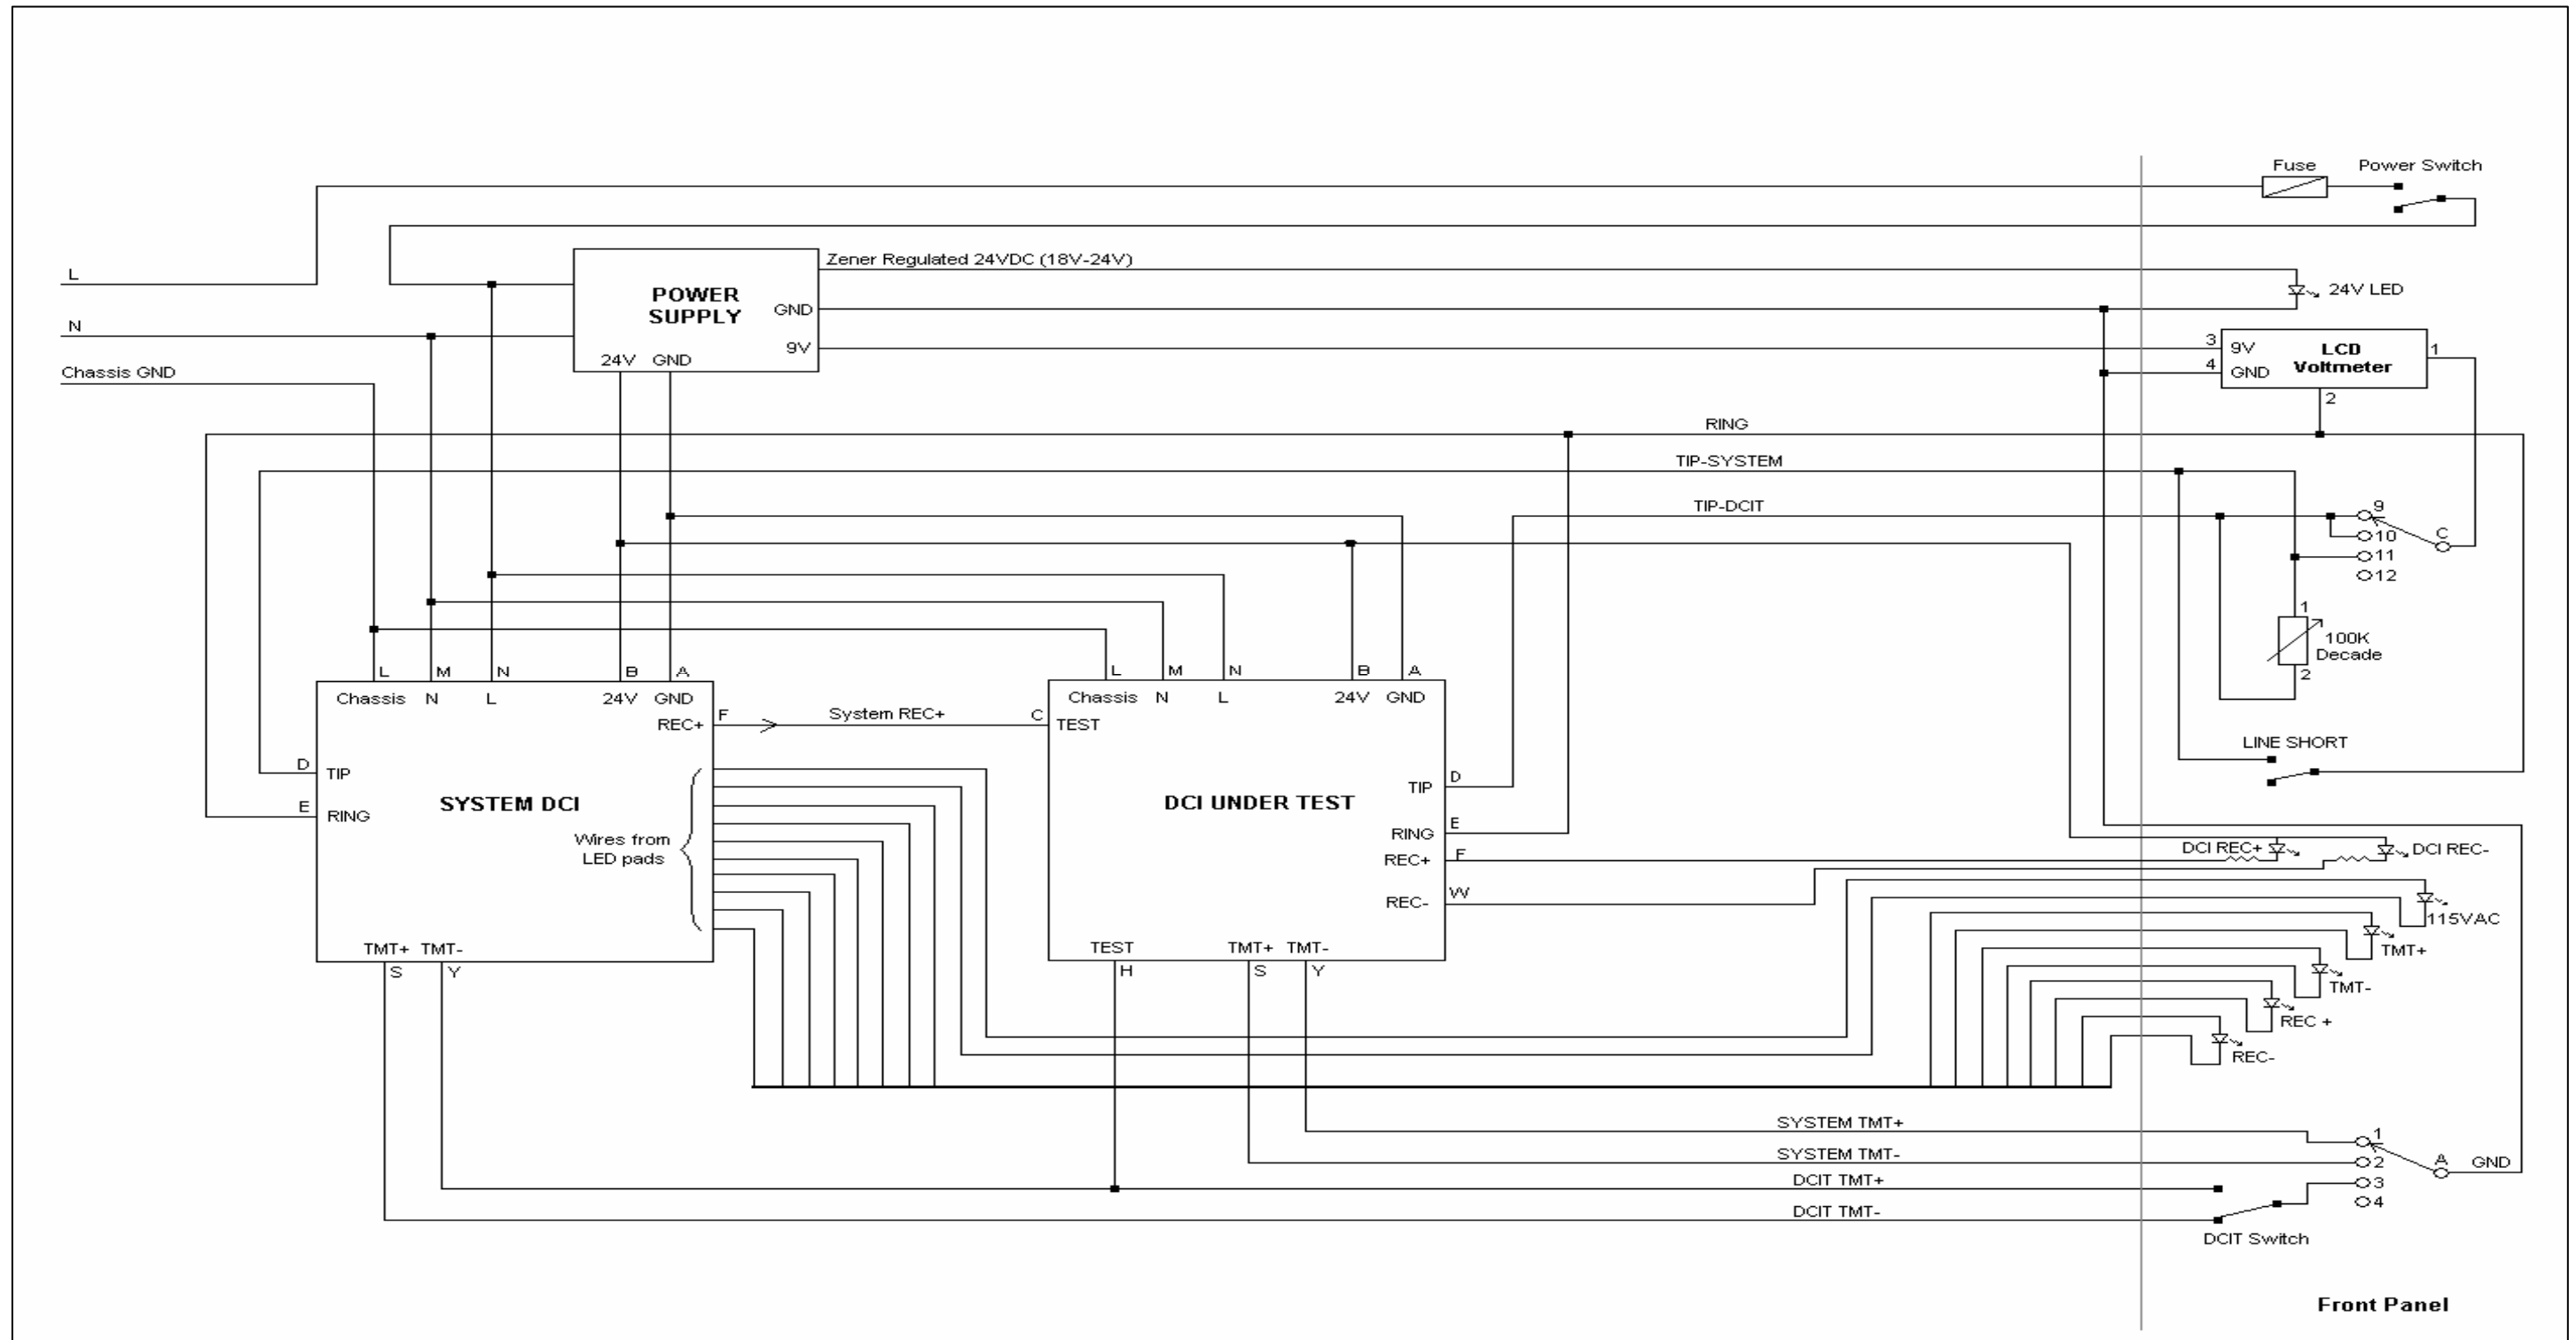 Fuse
Power Switch
L
Zener Regulated 24VDC (18V-24V)
POWER
SUPPLY
GND
24V LED
N
9V
24V GND
3 9V
4 GND
LCD
Voltmeter
1
2
Chassis GND
RING
TIP-SYSTEM
TIP-DCIT
9
10
11
12
C
1
100K
Decade
2
L M N B A
Chassis N L 24V GND
REC+
F
System REC+
C
TEST
L M N B A
Chassis N L 24V GND
LINE SHORT
D
TIP
E
RING
SYSTEM DCI
Wires from
LED pads
DCI UNDER TEST
TIP
D
RING
E
REC+
F
REC-
W
DCI REC+
DCI REC-
115VAC
TMT+
TMT-
REC +
REC-
TMT+ TMT-
S Y
TEST
H
TMT+ TMT-
S Y
SYSTEM TMT+
SYSTEM TMT-
DCIT TMT+
DCIT TMT-
1
2
3
4
A
GND
DCIT Switch
Front Panel